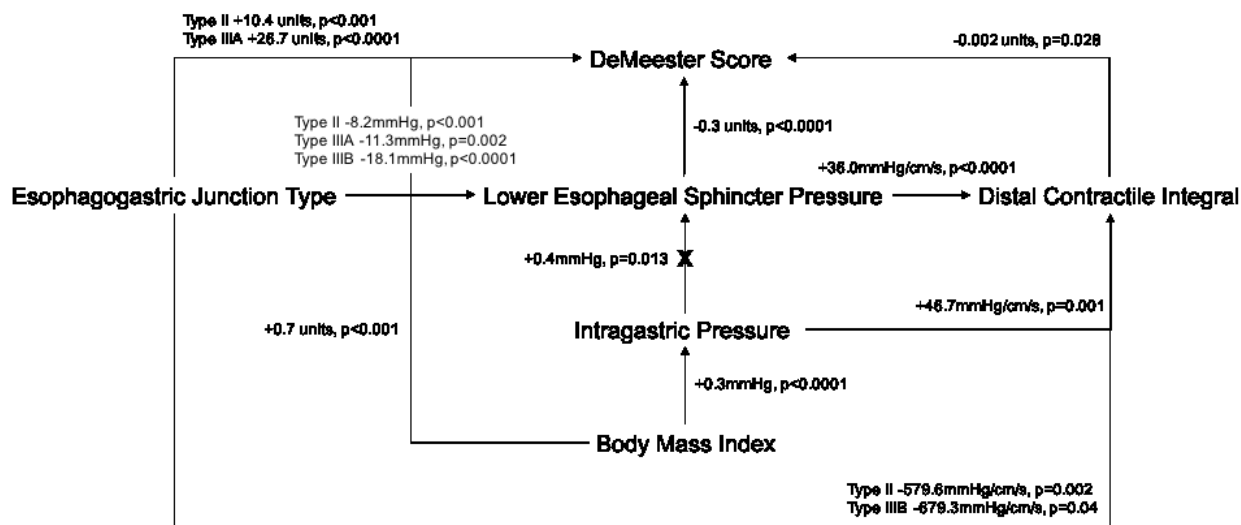 Type II +10.4 units, p<0.001
Type IIIA +26.7 units, p<0.0001
-0.002 units, p=0.028
DeMeester Score
Type II -8.2mmHg, p<0.001
Type IIIA -11.3mmHg, p=0.002
Type IIIB -18.1mmHg, p<0.0001
-0.3 units, p<0.0001
+36.0mmHg/cm/s, p<0.0001
Esophagogastric Junction Type
Lower Esophageal Sphincter Pressure
Distal Contractile Integral
+0.4mmHg, p=0.013
X
+46.7mmHg/cm/s, p=0.001
+0.7 units, p<0.001
Intragastric Pressure
+0.3mmHg, p<0.0001
Body Mass Index
Type II -579.6mmHg/cm/s, p=0.002
Type IIIB -679.3mmHg/cm/s, p=0.04